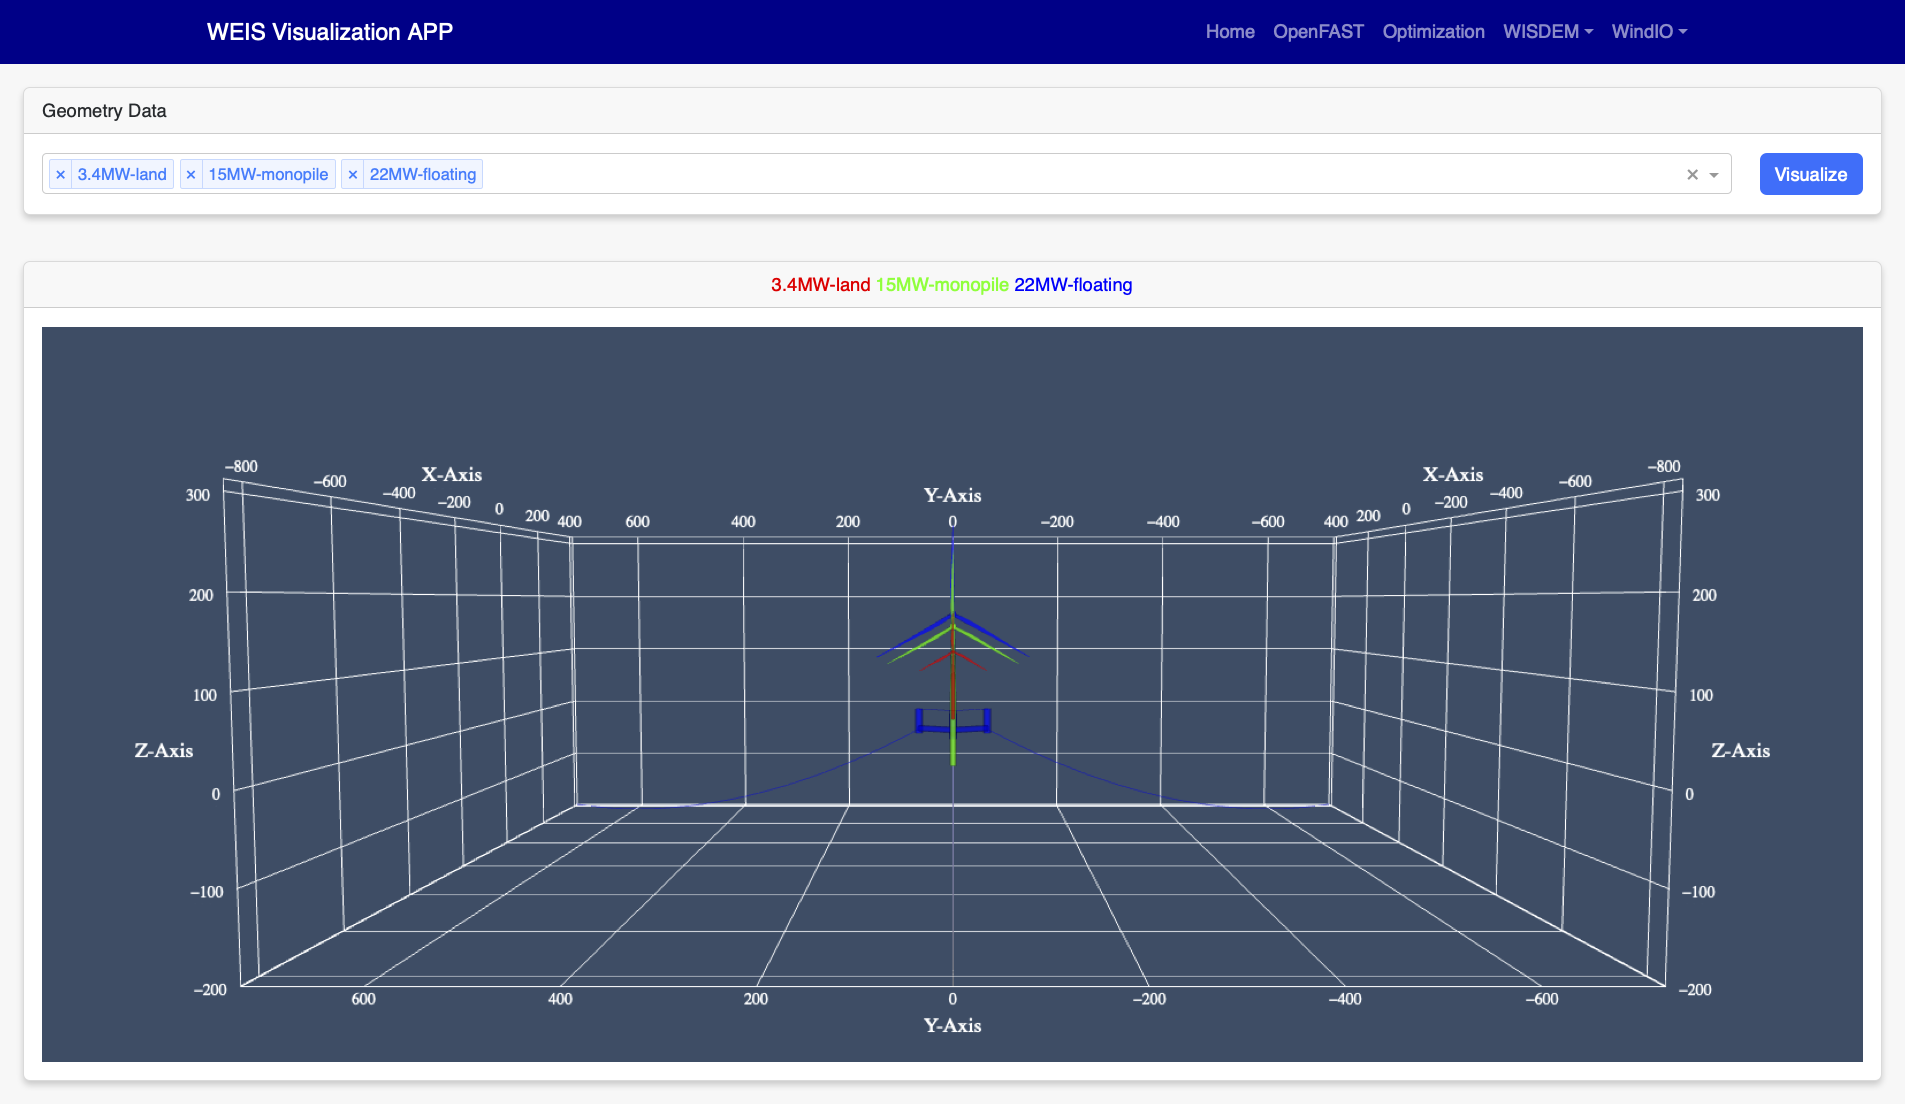 WEIS Visualization APP Home OpenFAST Optimization WISDEM WindIO
Geometry Data
× 3.4MW-land × 15MW-monopile × 22MW-floating × Visualize
3.4MW-land 15MW-monopile 22MW-floating
−800 X-Axis X-Axis −800
−600 −400 −200 0 200 400 400 200 0 −200 −400 −600
Y-Axis
600 400 200 0 −200 −400 −600
300 300
200 200
100 100
Z-Axis Z-Axis
0 0
−100 −100
−200 −200
600 400 200 0 −200 −400 −600
Y-Axis